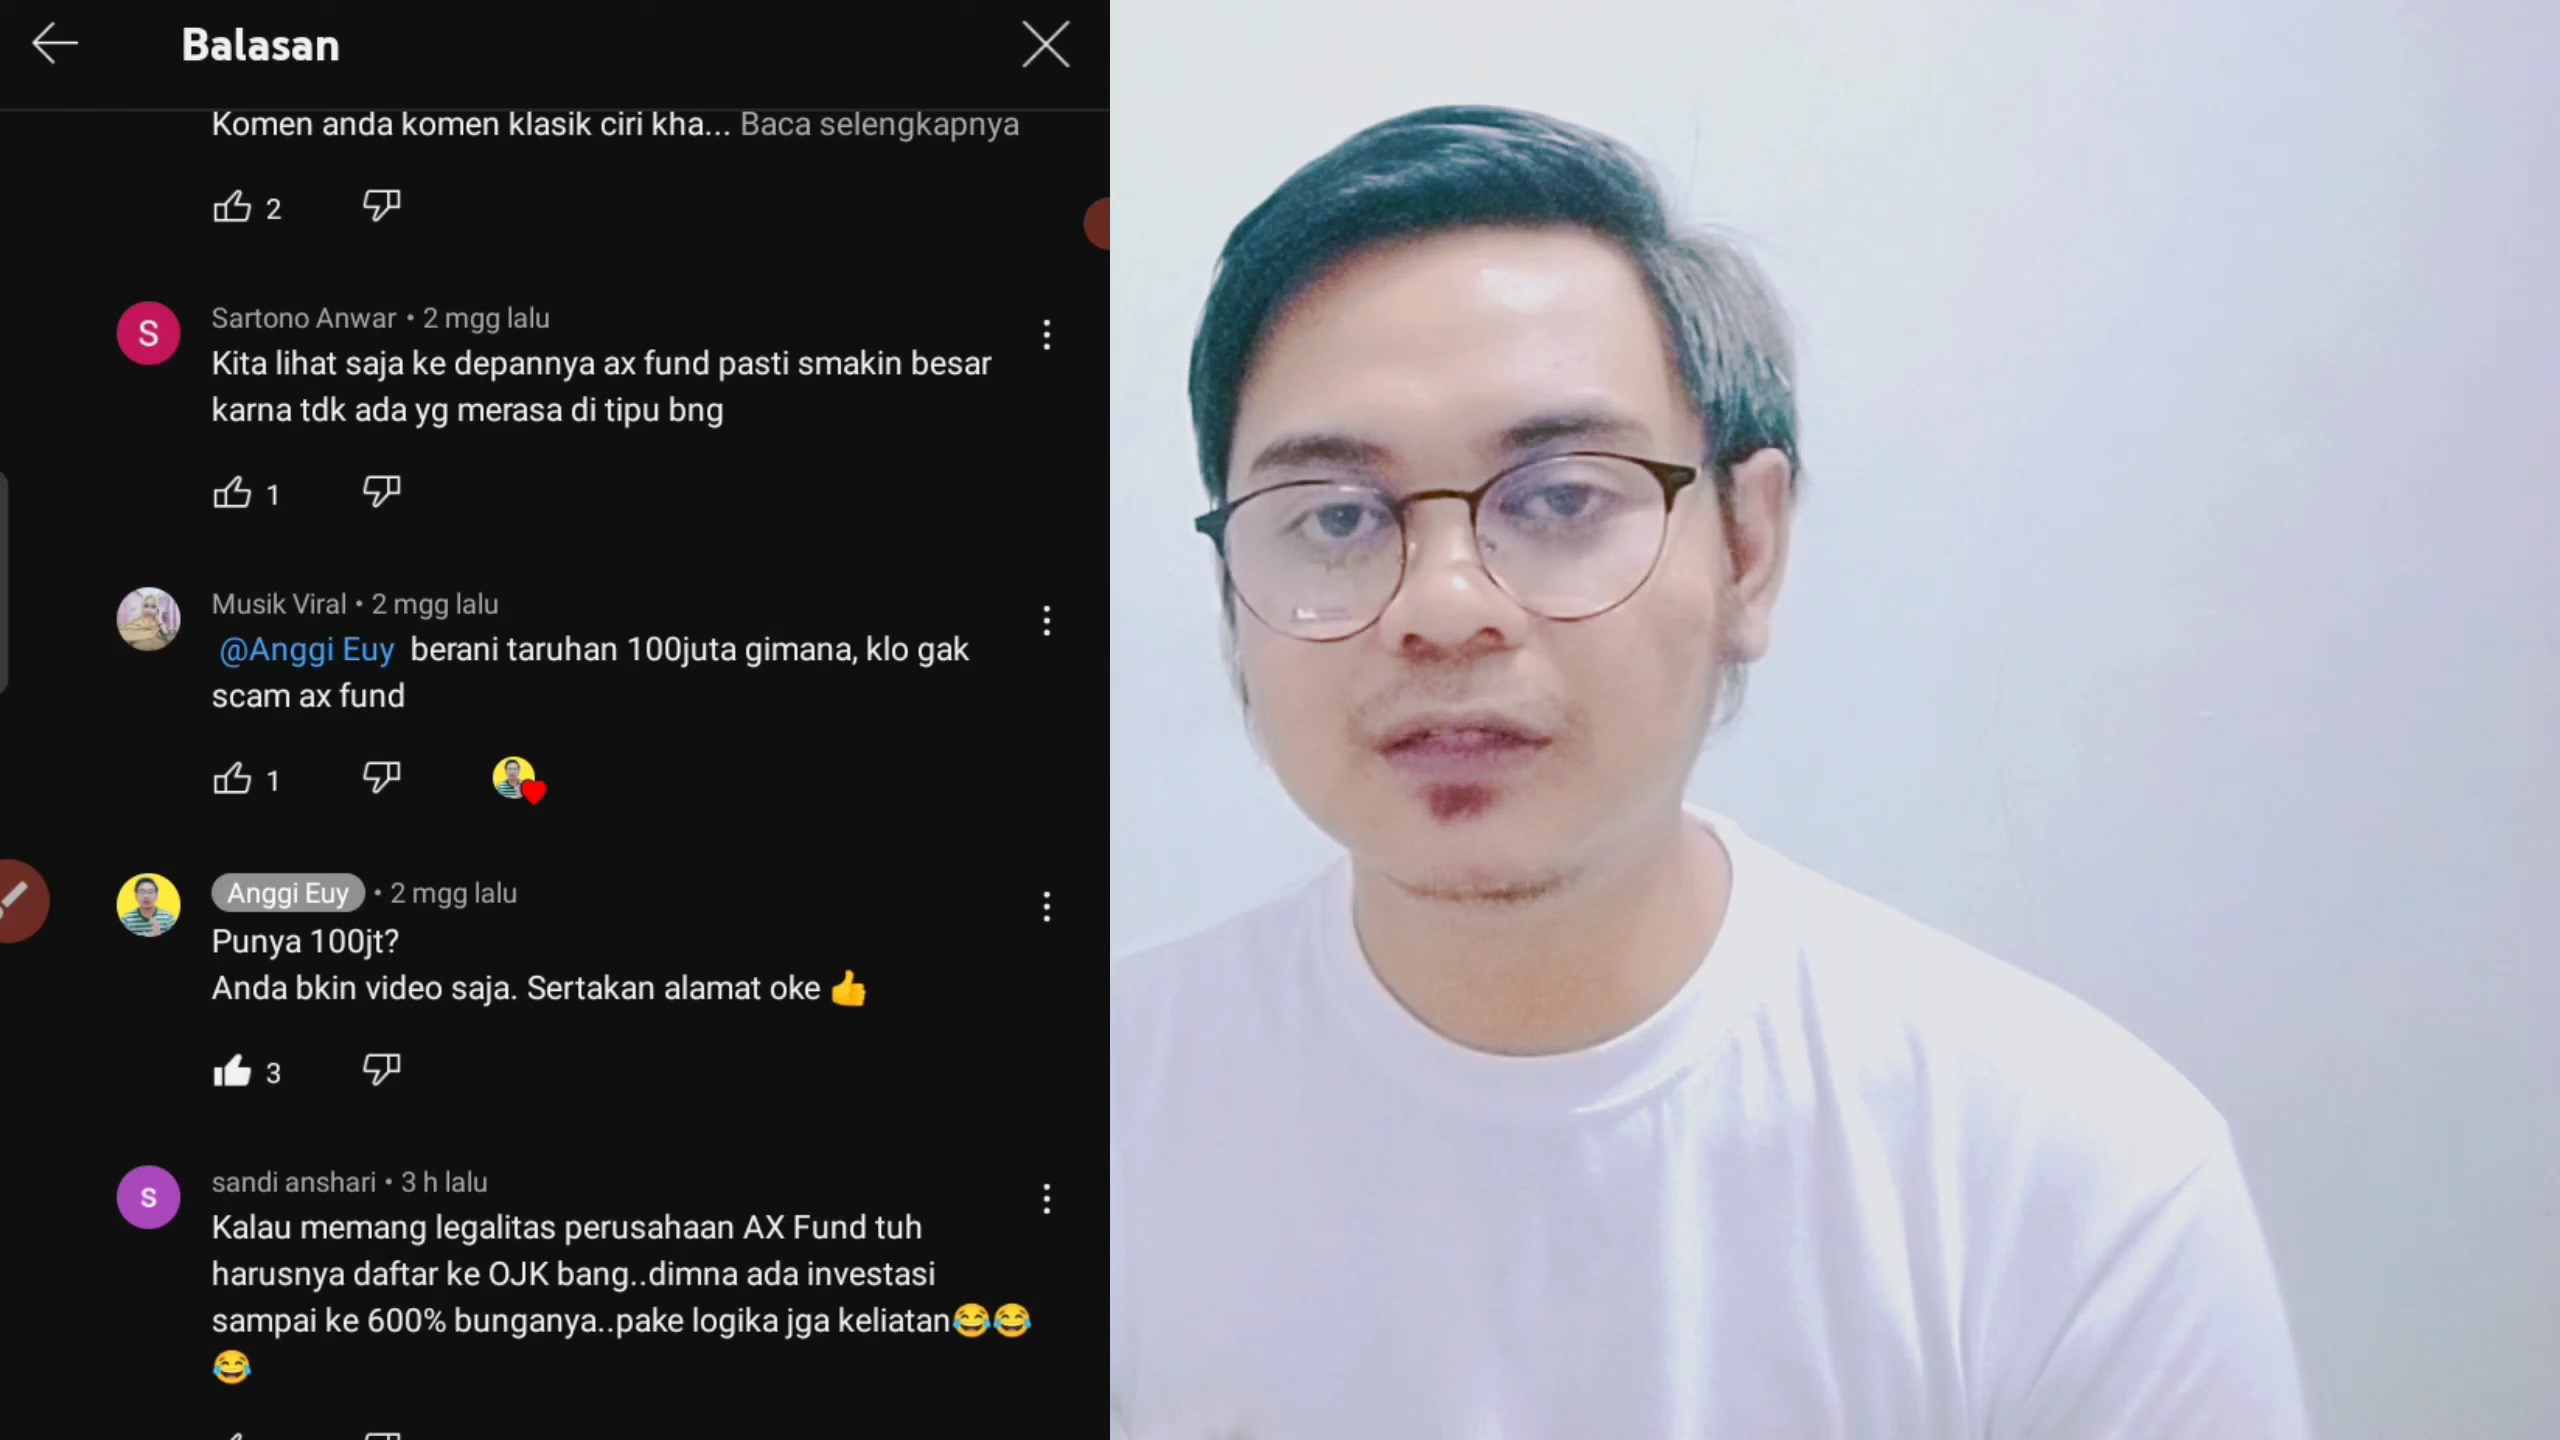 Balasan
Komen anda komen klasik ciri kha... Baca selengkapnya
2
S
Sartono Anwar • 2 mgg lalu
Kita lihat saja ke depannya ax fund pasti smakin besar
karna tdk ada yg merasa di tipu bng
1
Musik Viral • 2 mgg lalu
@Anggi Euy berani taruhan 100juta gimana, klo gak
scam ax fund
1
Anggi Euy • 2 mgg lalu
Punya 100jt?
Anda bkin video saja. Sertakan alamat oke 👍
3
s
sandi anshari • 3 h lalu
Kalau memang legalitas perusahaan AX Fund tuh
harusnya daftar ke OJK bang..dimna ada investasi
sampai ke 600% bunganya..pake logika jga keliatan😂😂
😂